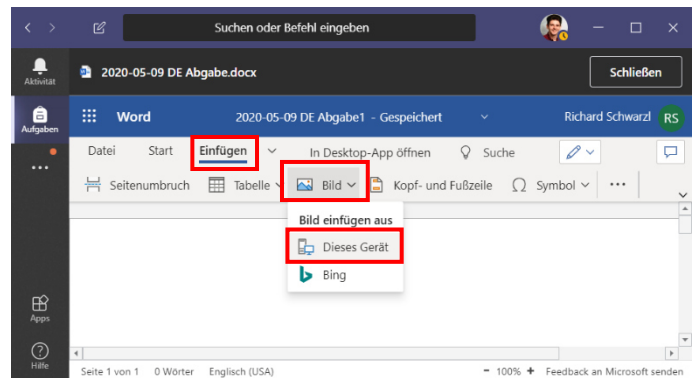 Suchen oder Befehl eingeben
Aktivität
2020-05-09 DE Abgabe.docx
Schließen
Aufgaben
Word
2020-05-09 DE Abgabe1 - Gespeichert
Richard Schwarzl RS
Datei Start Einfügen In Desktop-App öffnen Suche
Seitenumbruch Tabelle Bild Kopf- und Fußzeile Ω Symbol ...
Bild einfügen aus
Dieses Gerät
Bing
Apps
Hilfe
Seite 1 von 1 0 Wörter Englisch (USA) - 100% + Feedback an Microsoft senden